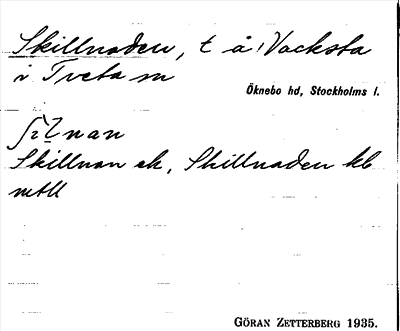 Skillnaden, t å Vacksta
i Tveta sn
Öknebo hd, Stockholms l.
Skillnan ek, Skillnaden kb
mtll
GÖRAN ZETTERBERG 1935.